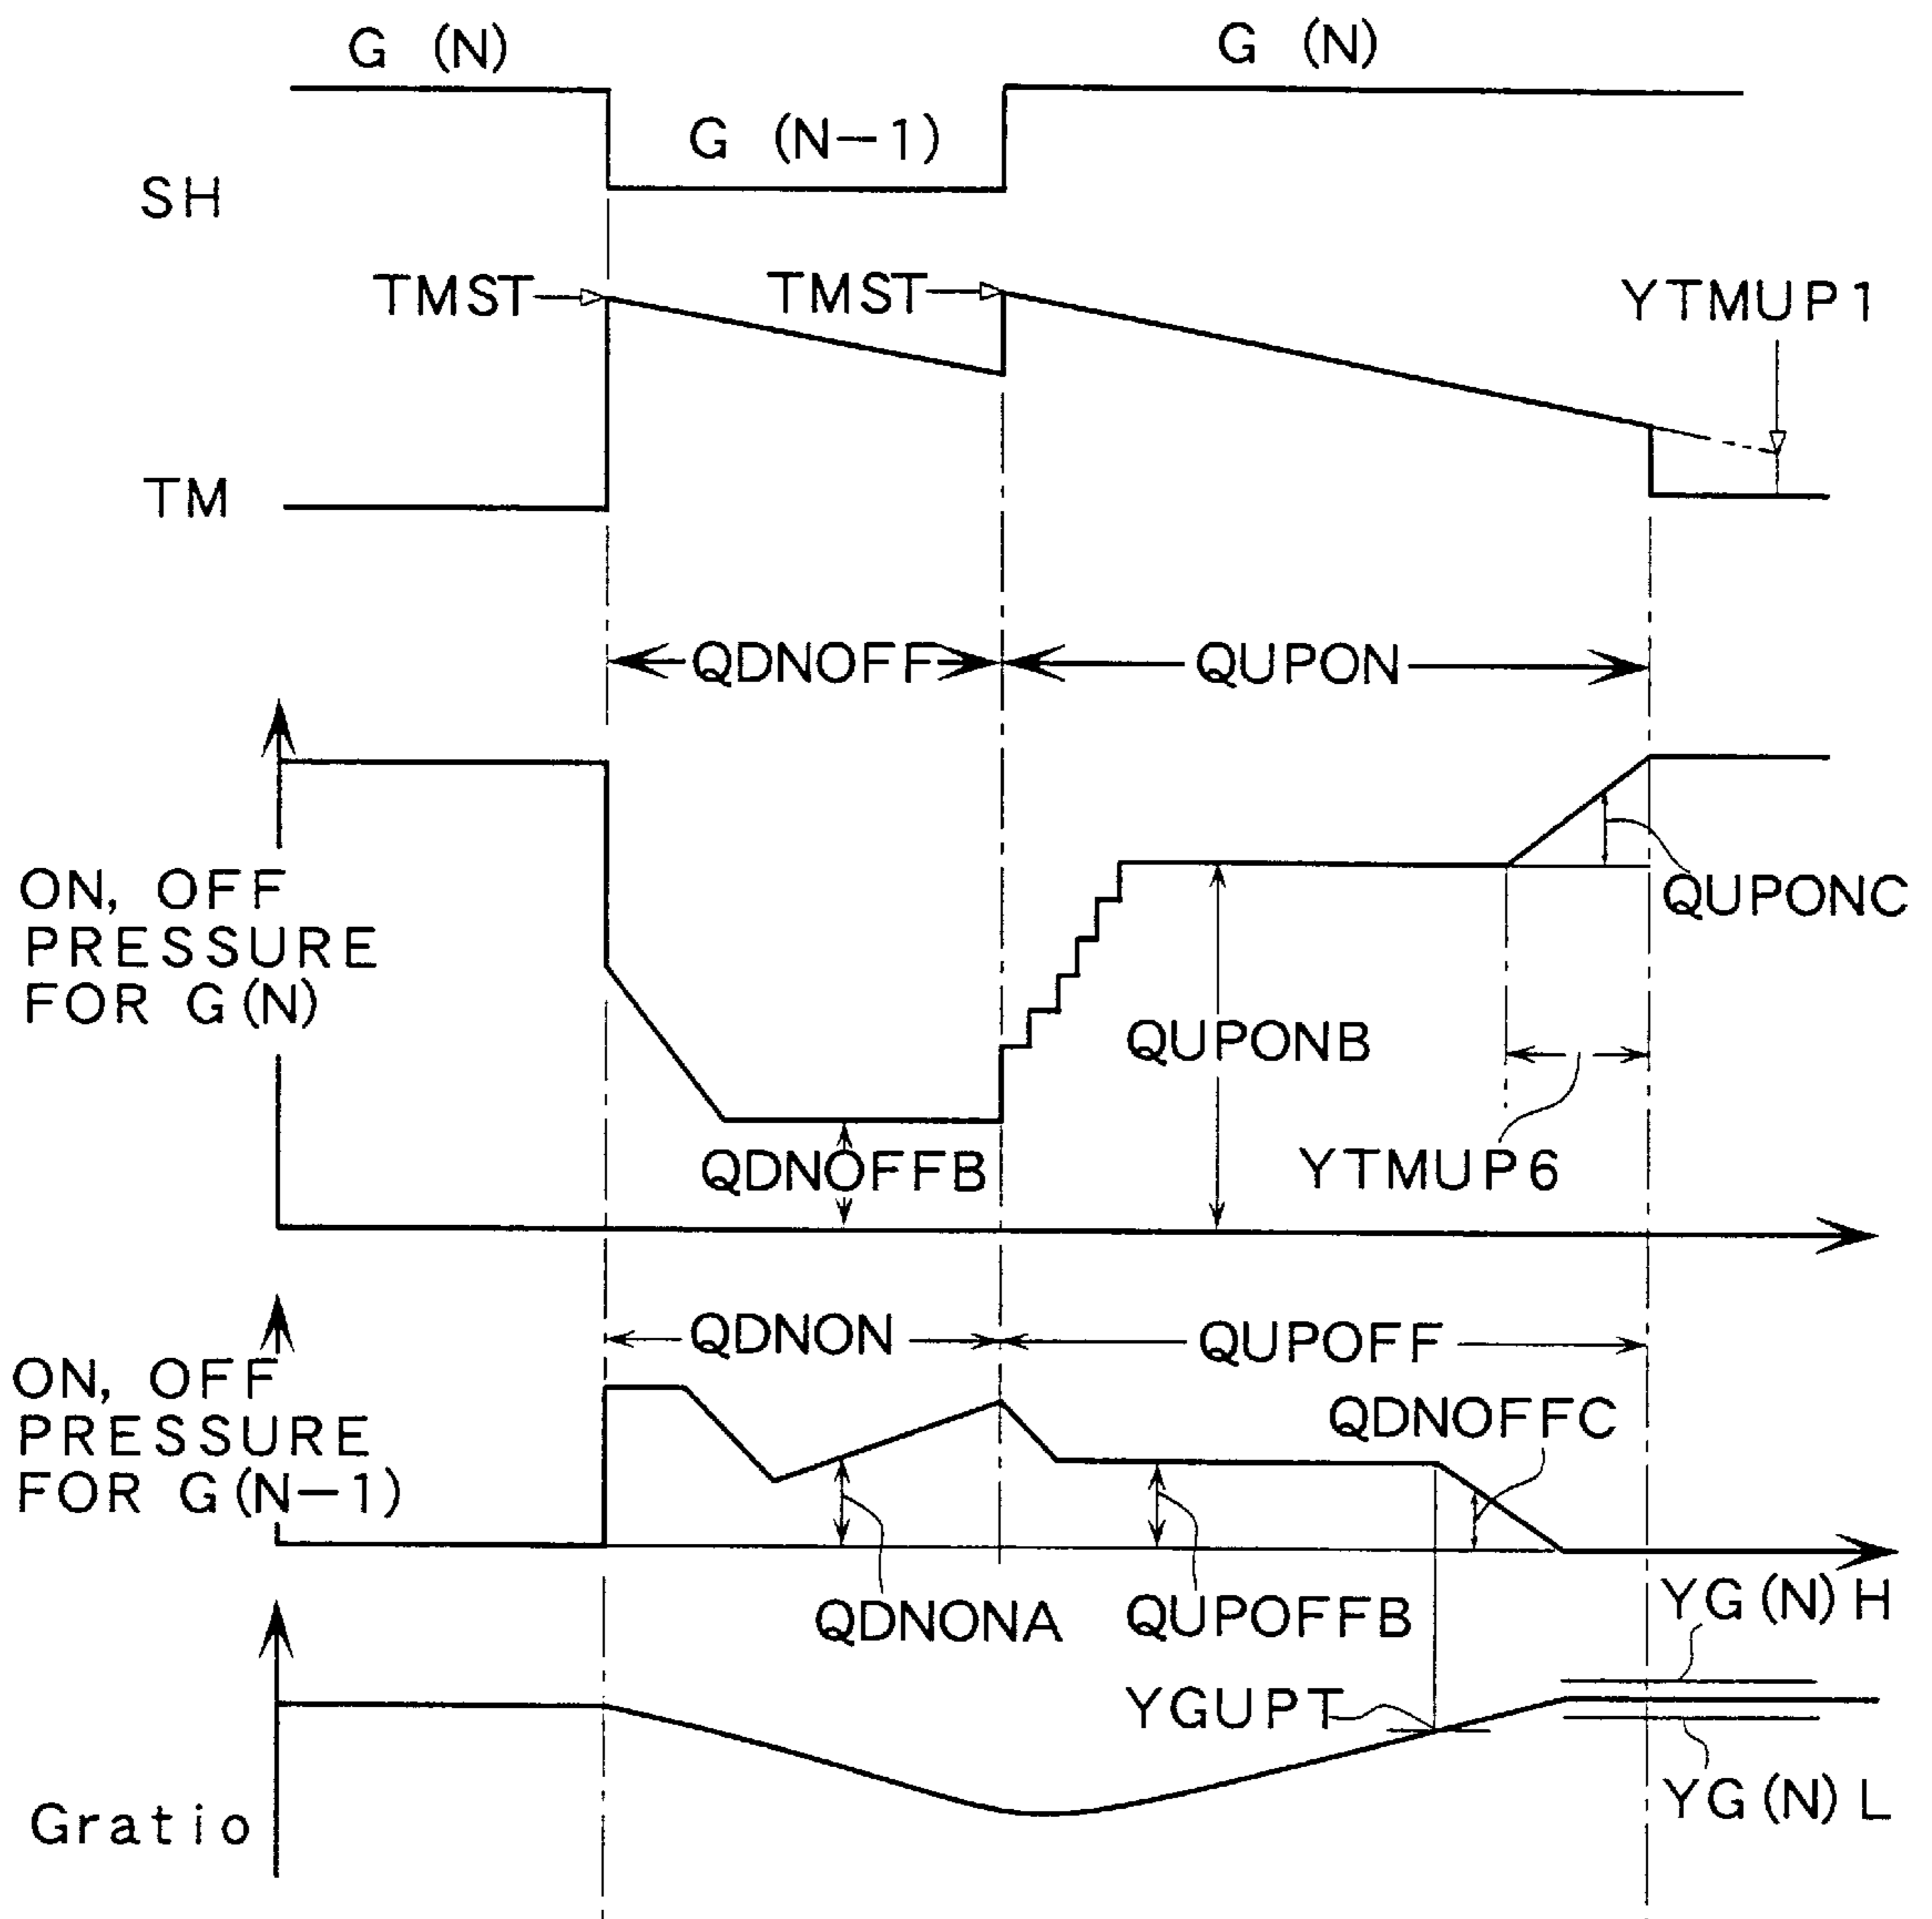 G (N)
G (N)
G (N-1)
SH
TMST
TMST
YTMUP1
TM
QDNOFF
QUPON
ON, OFF
PRESSURE
FOR G(N)
QUPONC
QUPONB
QDNOFFB
YTMUP6
QDNON
QUPOFF
ON, OFF
PRESSURE
FOR G(N-1)
QDNOFFC
QDNONA
QUPOFFB
YG(N)H
YGUPT
YG(N)L
Gratio